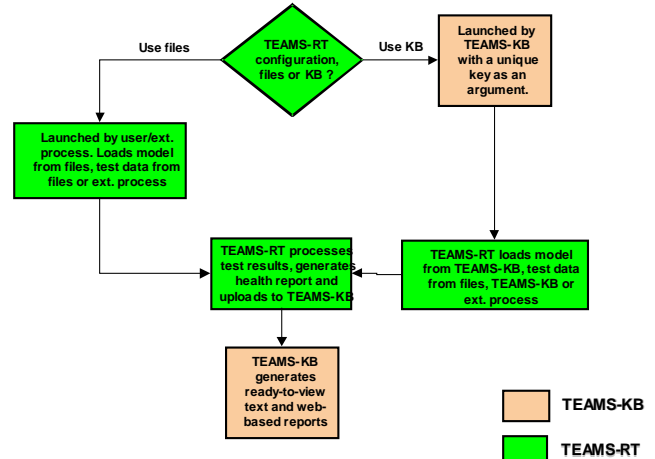 Use files
TEAMS-RT
configuration,
files or KB ?
Use KB
Launched by
TEAMS-KB
with a unique
key as an
argument.
Launched by user/ext.
process. Loads model
from files, test data from
files or ext. process
TEAMS-RT processes
test results, generates
health report and
uploads to TEAMS-KB
TEAMS-RT loads model
from TEAMS-KB, test data
from files, TEAMS-KB or
ext. process
TEAMS-KB
generates
ready-to-view
text and web-
based reports
TEAMS-KB
TEAMS-RT